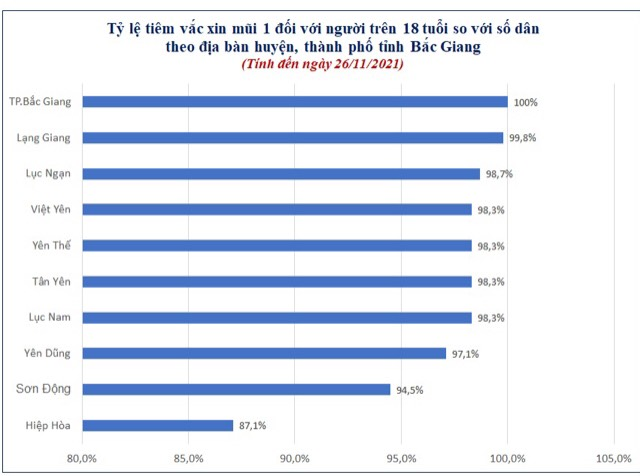 Tỷ lệ tiêm vắc xin mũi 1 đối với người trên 18 tuổi so với số dân
theo địa bàn huyện, thành phố tỉnh Bắc Giang
(Tính đến ngày 26/11/2021)
TP.Bắc Giang 100%
Lạng Giang 99,8%
Lục Ngạn 98,7%
Việt Yên 98,3%
Yên Thế 98,3%
Tân Yên 98,3%
Lục Nam 98,3%
Yên Dũng 97,1%
Sơn Động 94,5%
Hiệp Hòa 87,1%
80,0% 85,0% 90,0% 95,0% 100,0% 105,0%